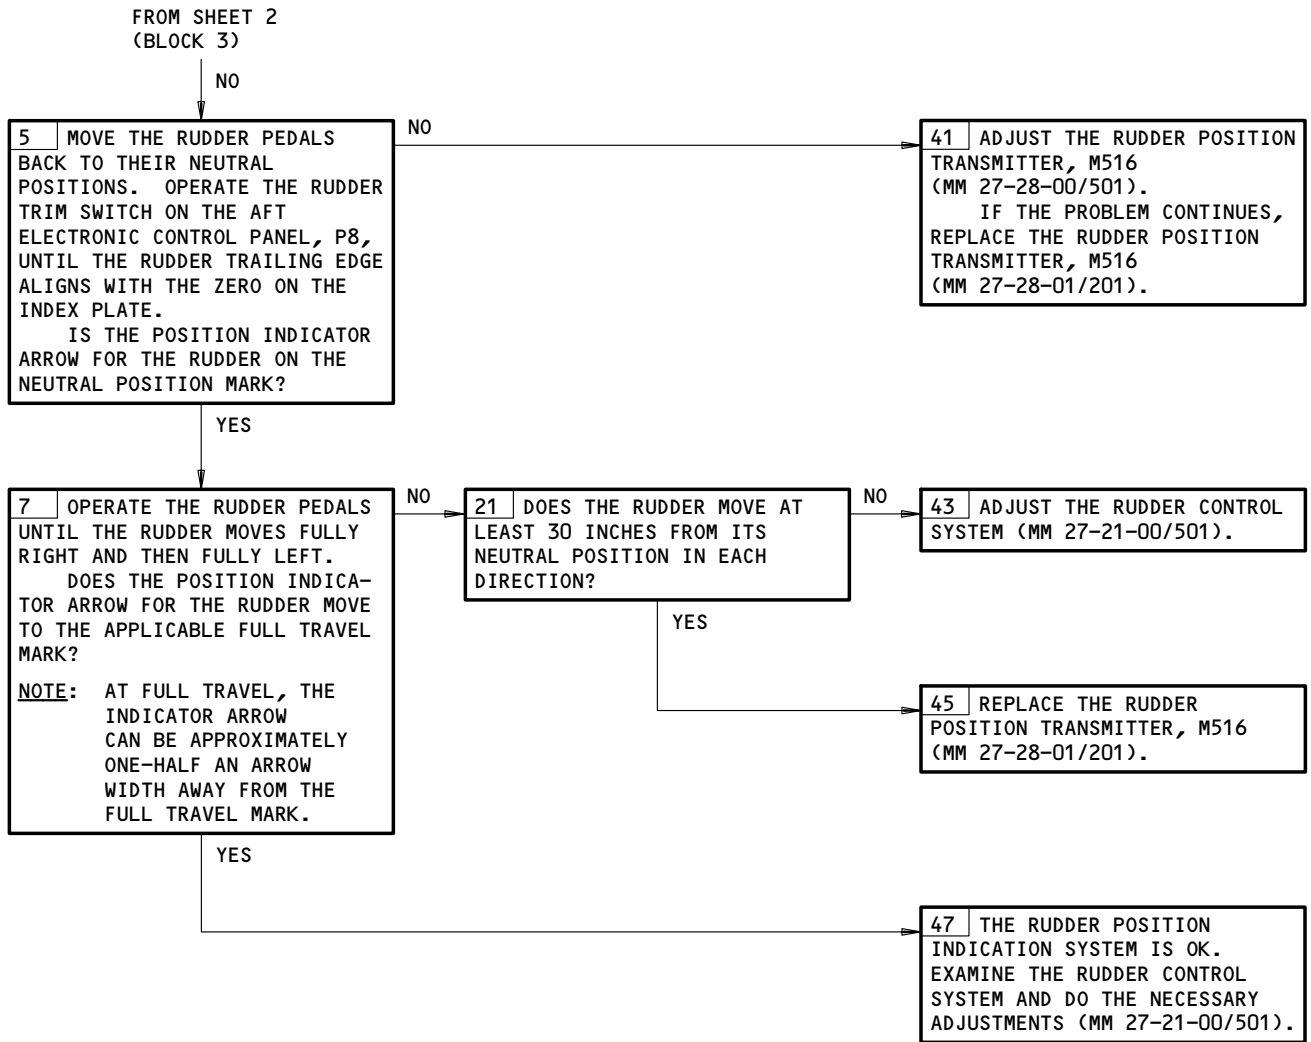 FROM SHEET 2
(BLOCK 3)
NO
5 MOVE THE RUDDER PEDALS
BACK TO THEIR NEUTRAL
POSITIONS. OPERATE THE RUDDER
TRIM SWITCH ON THE AFT
ELECTRONIC CONTROL PANEL, P8,
UNTIL THE RUDDER TRAILING EDGE
ALIGNS WITH THE ZERO ON THE
INDEX PLATE.
IS THE POSITION INDICATOR
ARROW FOR THE RUDDER ON THE
NEUTRAL POSITION MARK?
NO
41 ADJUST THE RUDDER POSITION
TRANSMITTER, M516
(MM 27-28-00/501).
IF THE PROBLEM CONTINUES,
REPLACE THE RUDDER POSITION
TRANSMITTER, M516
(MM 27-28-01/201).
YES
7 OPERATE THE RUDDER PEDALS
UNTIL THE RUDDER MOVES FULLY
RIGHT AND THEN FULLY LEFT.
DOES THE POSITION INDICA-
TOR ARROW FOR THE RUDDER MOVE
TO THE APPLICABLE FULL TRAVEL
MARK?
NOTE: AT FULL TRAVEL, THE
INDICATOR ARROW
CAN BE APPROXIMATELY
ONE-HALF AN ARROW
WIDTH AWAY FROM THE
FULL TRAVEL MARK.
NO
21 DOES THE RUDDER MOVE AT
LEAST 30 INCHES FROM ITS
NEUTRAL POSITION IN EACH
DIRECTION?
NO
43 ADJUST THE RUDDER CONTROL
SYSTEM (MM 27-21-00/501).
YES
45 REPLACE THE RUDDER
POSITION TRANSMITTER, M516
(MM 27-28-01/201).
YES
47 THE RUDDER POSITION
INDICATION SYSTEM IS OK.
EXAMINE THE RUDDER CONTROL
SYSTEM AND DO THE NECESSARY
ADJUSTMENTS (MM 27-21-00/501).